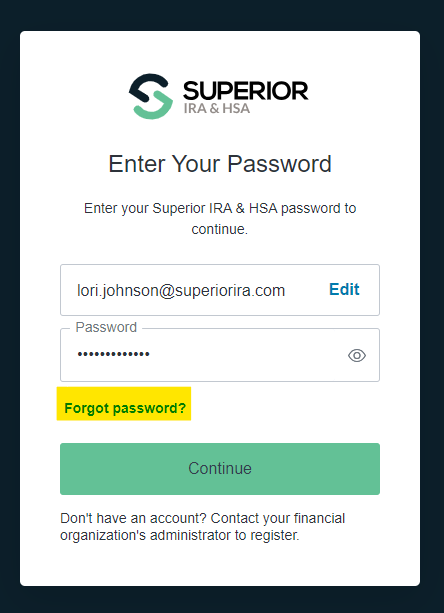 SUPERIOR
IRA & HSA
Enter Your Password
Enter your Superior IRA & HSA password to
continue.
lori.johnson@superiorira.com Edit
Password
•••••••••••••
Forgot password?
Continue
Don't have an account? Contact your financial
organization's administrator to register.